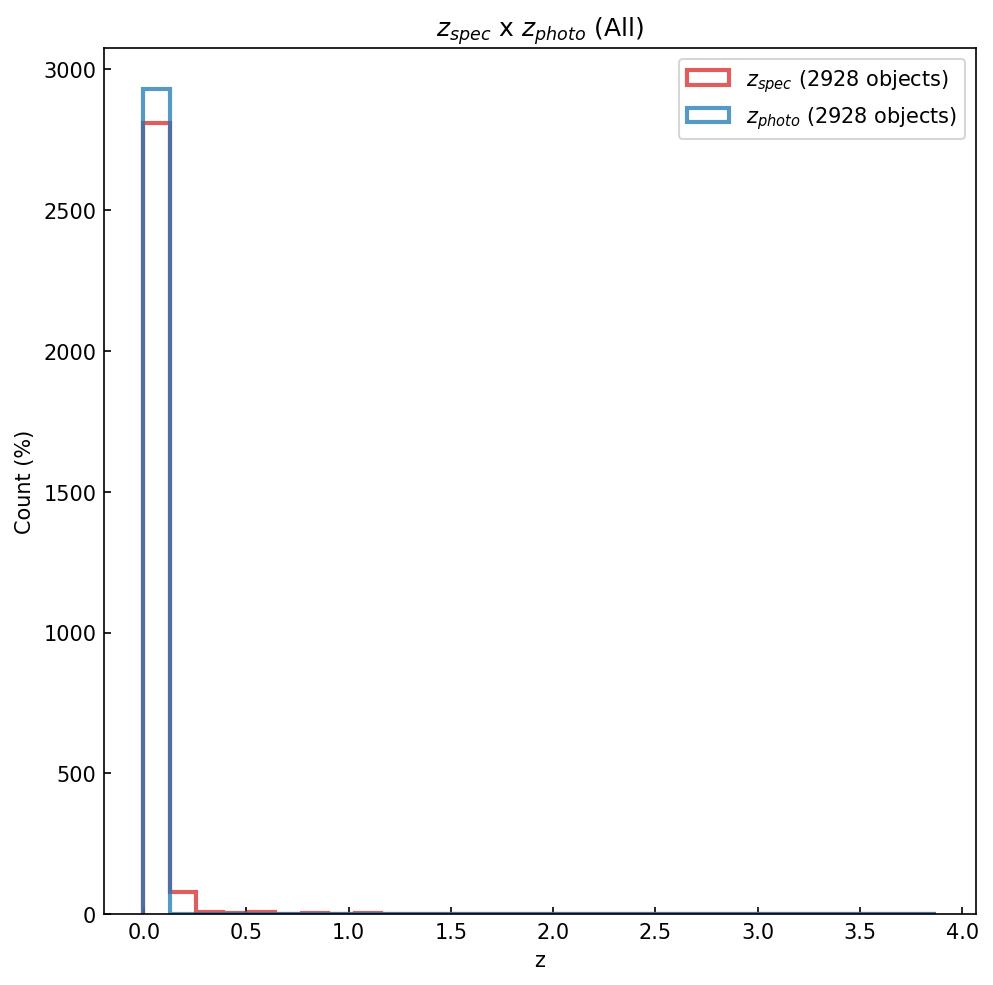 z_spec x z_photo (All)
z_spec (2928 objects)
z_photo (2928 objects)
Count (%)
3000
2500
2000
1500
1000
500
0
0.0 0.5 1.0 1.5 2.0 2.5 3.0 3.5 4.0
z